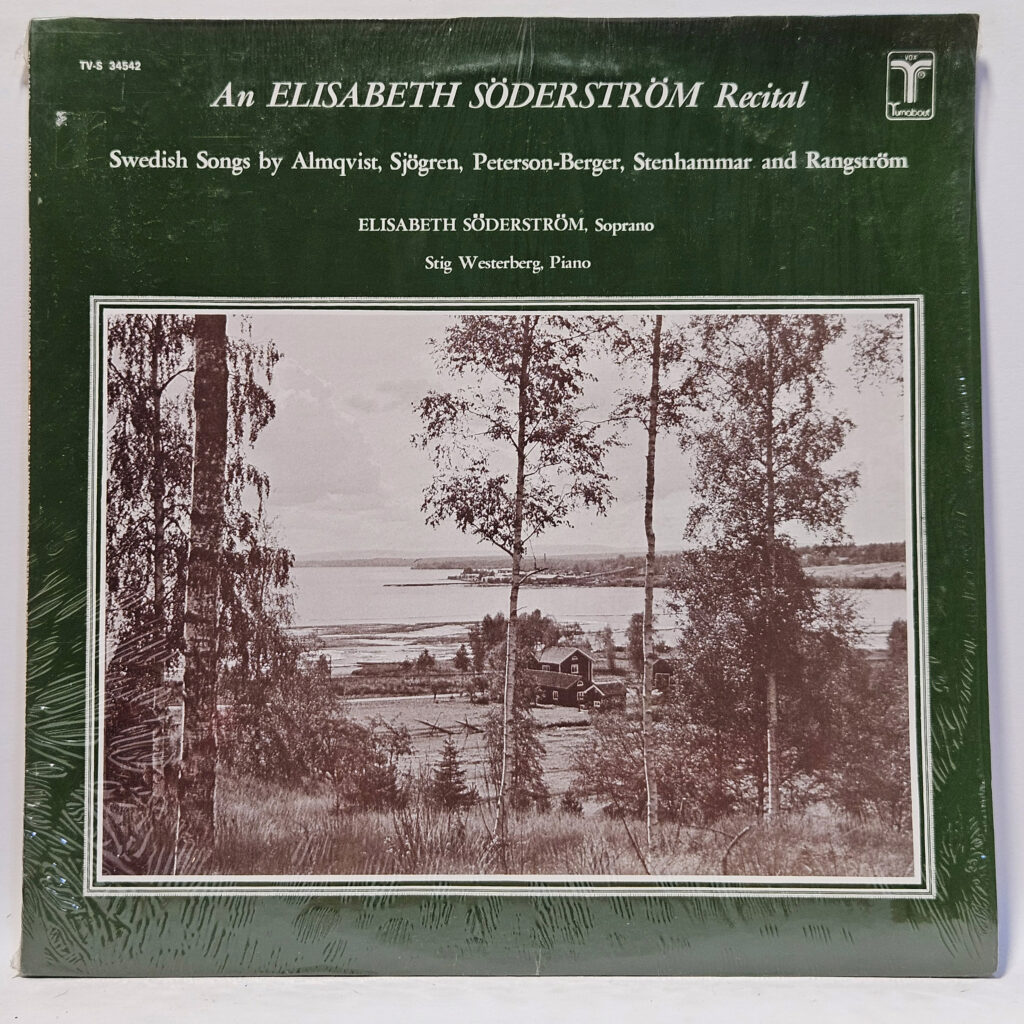 TV-S 34542
VOX
Turnabout
An ELISABETH SÖDERSTRÖM Recital
Swedish Songs by Almqvist, Sjögren, Peterson-Berger, Stenhammar and Rangström
ELISABETH SÖDERSTRÖM, Soprano
Stig Westerberg, Piano